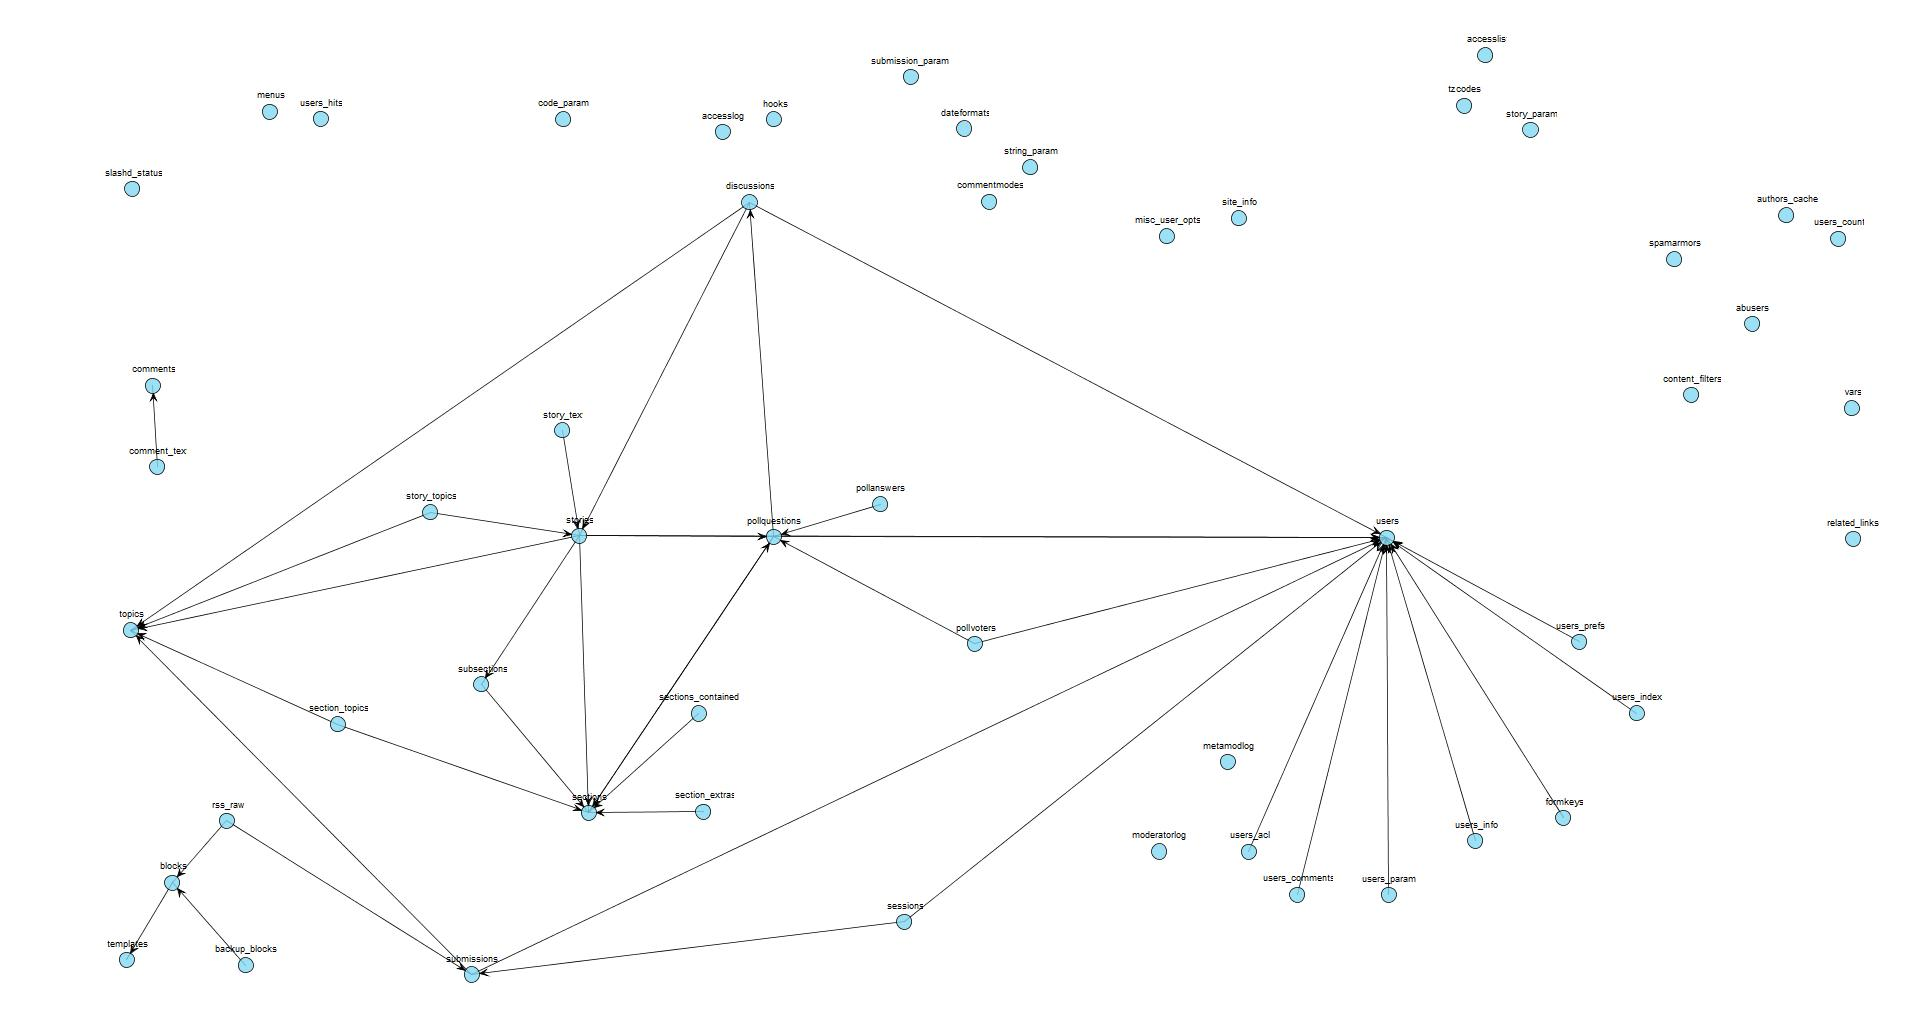 accesslis
submission_param
tzcodes
menus
users_hits
code_param
hooks
accesslog
dateformats
story_param
string_param
slashd_status
discussions
commentmodes
authors_cache
site_info
misc_user_opts
users_count
spamarmors
abusers
comments
content_filters
vars
story_tex
comment_tex
pollanswers
story_topics
stories
pollquestions
users
related_links
topics
pollvoters
users_prefs
subsections
sections_contained
users_index
section_topics
metamodlog
section_extras
sections
rss_raw
formkeys
users_info
moderatorlog
users_acl
blocks
users_comments
users_param
sessions
templates
backup_blocks
submissions